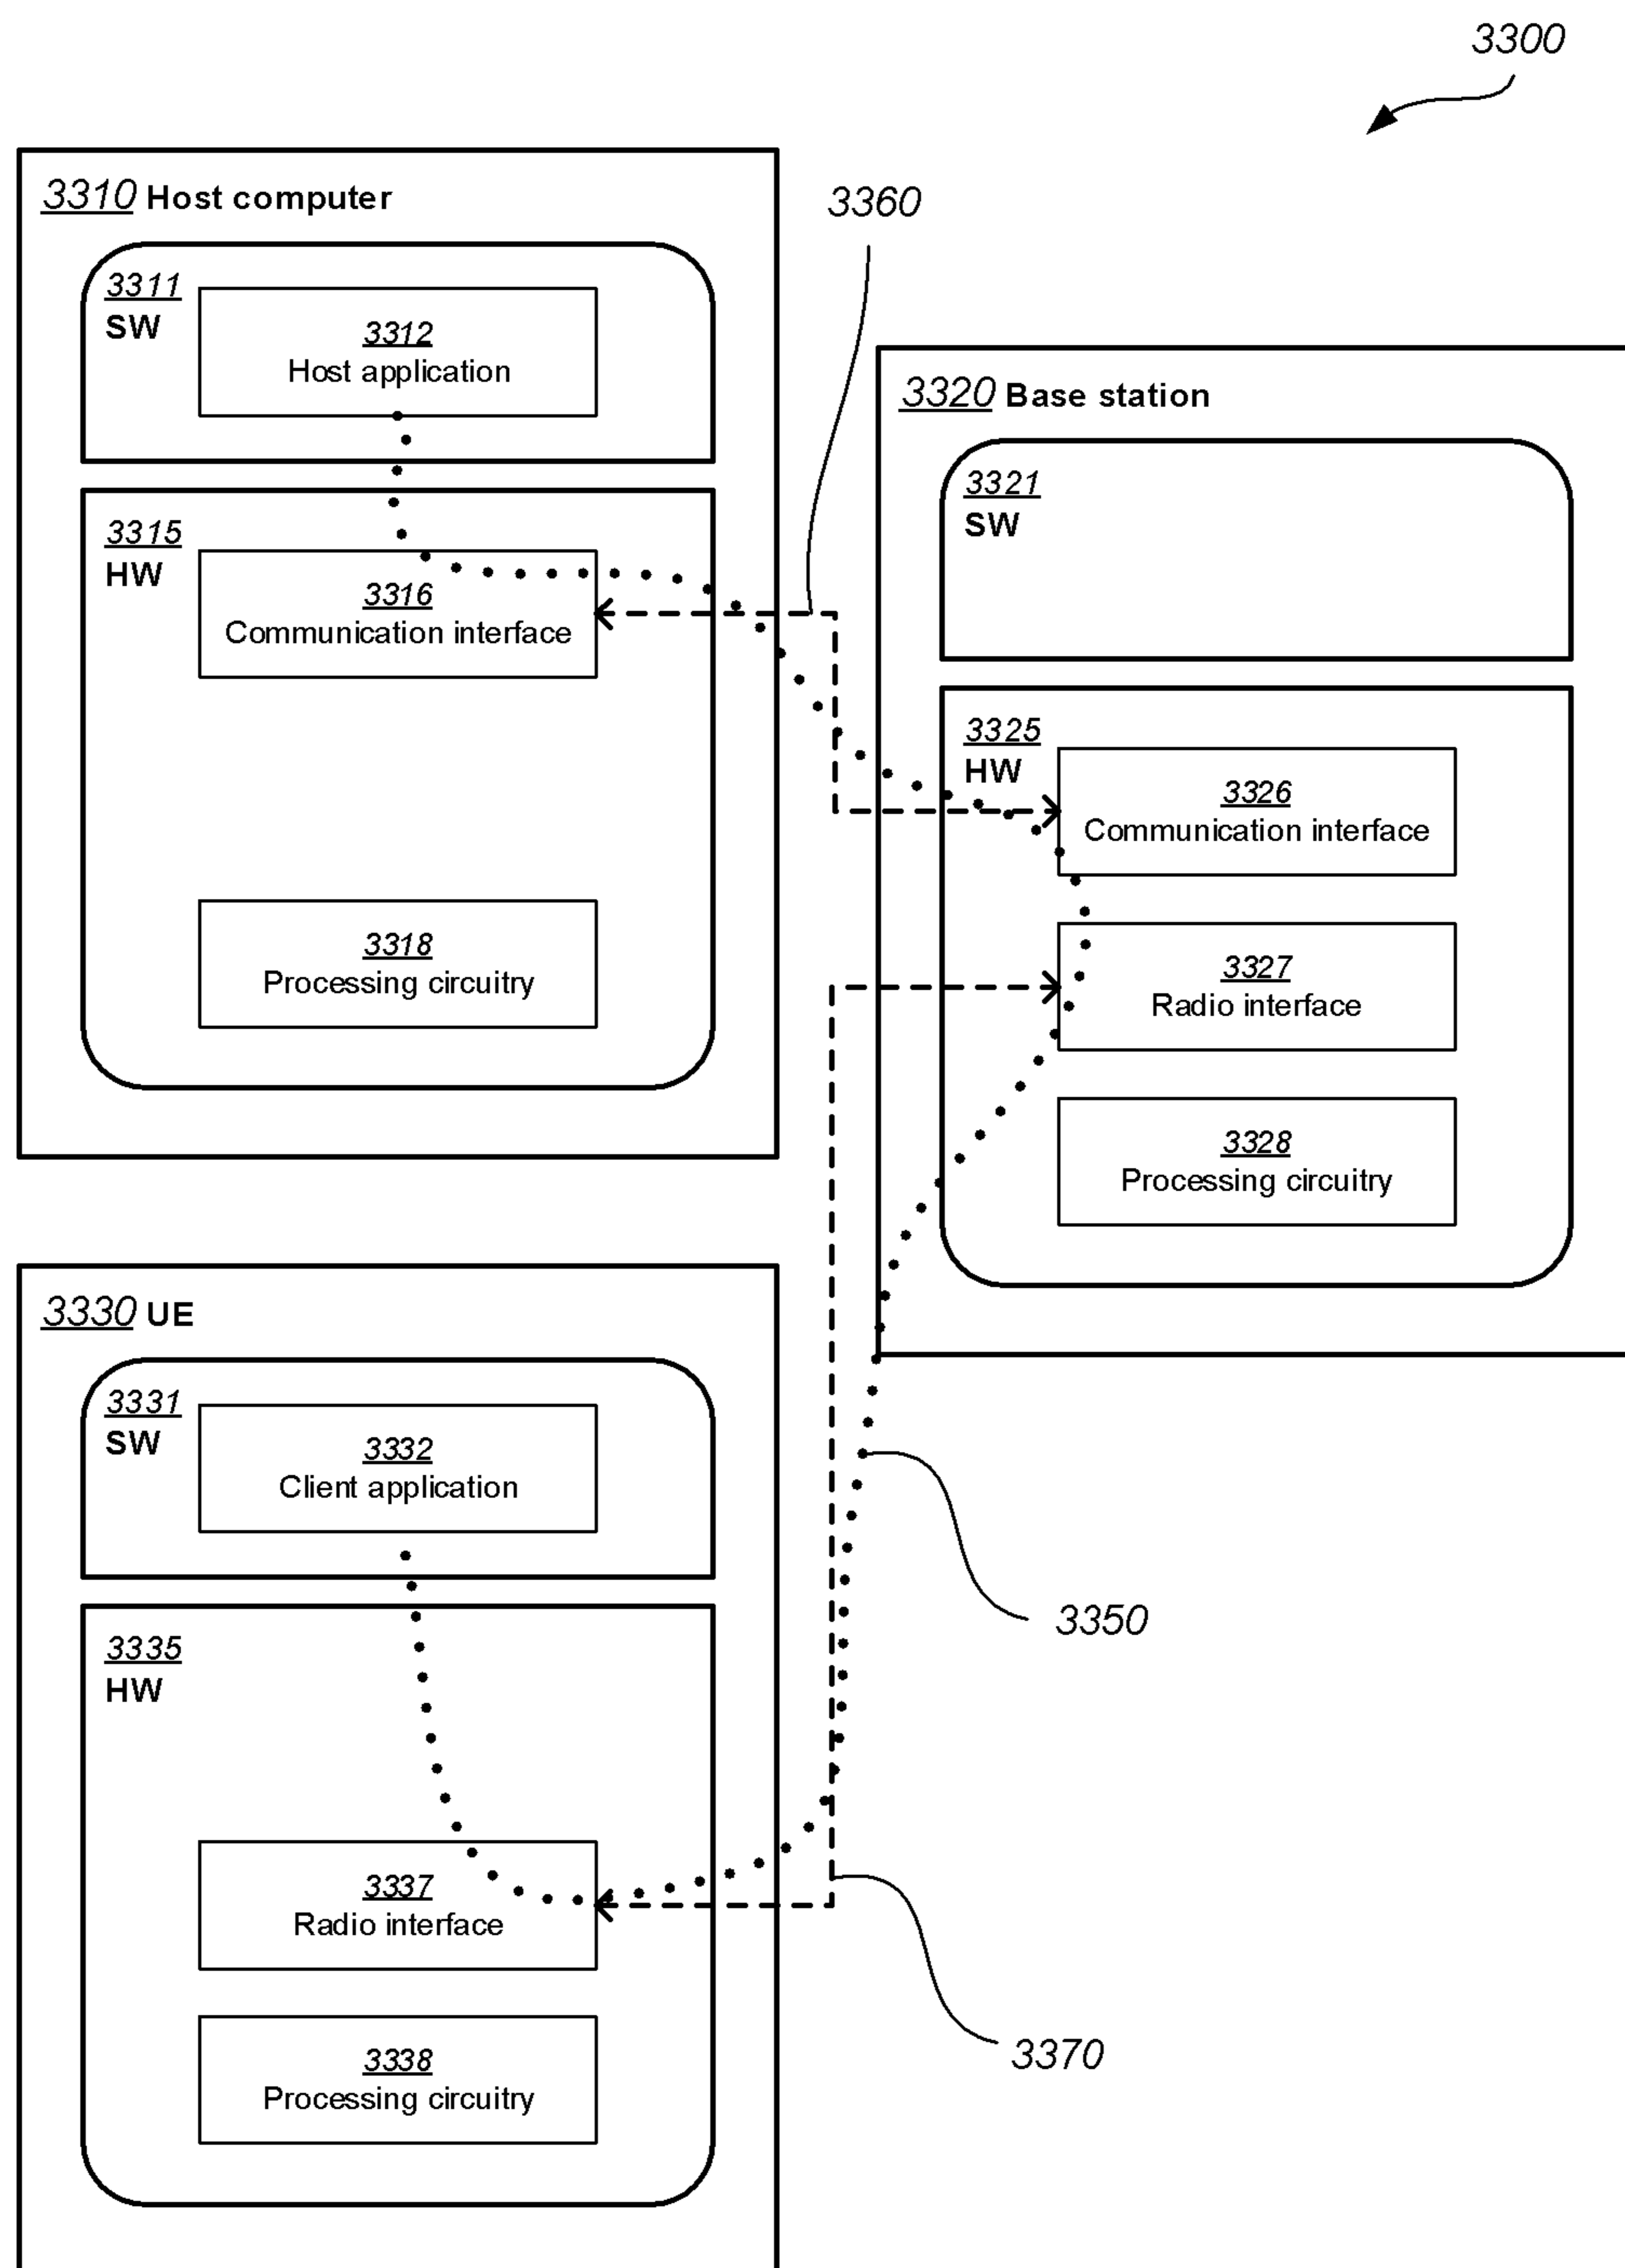 3300
3310 Host computer
3311
SW
3312
Host application
3315
HW
3316
Communication interface
3318
Processing circuitry
3360
3320 Base station
3321
SW
3325
HW
3326
Communication interface
3327
Radio interface
3328
Processing circuitry
3330 UE
3331
SW
3332
Client application
3335
HW
3337
Radio interface
3338
Processing circuitry
3350
3370